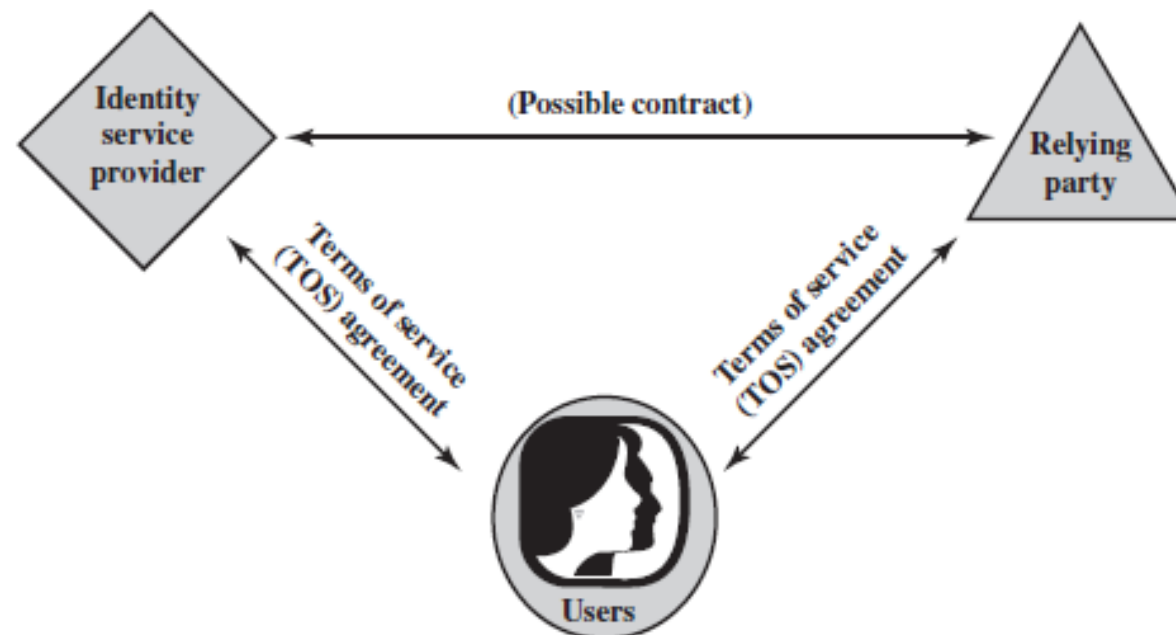 Identity
service
provider
(Possible contract)
Relying
party
Terms of service
(TOS) agreement
Terms of service
(TOS) agreement
Users